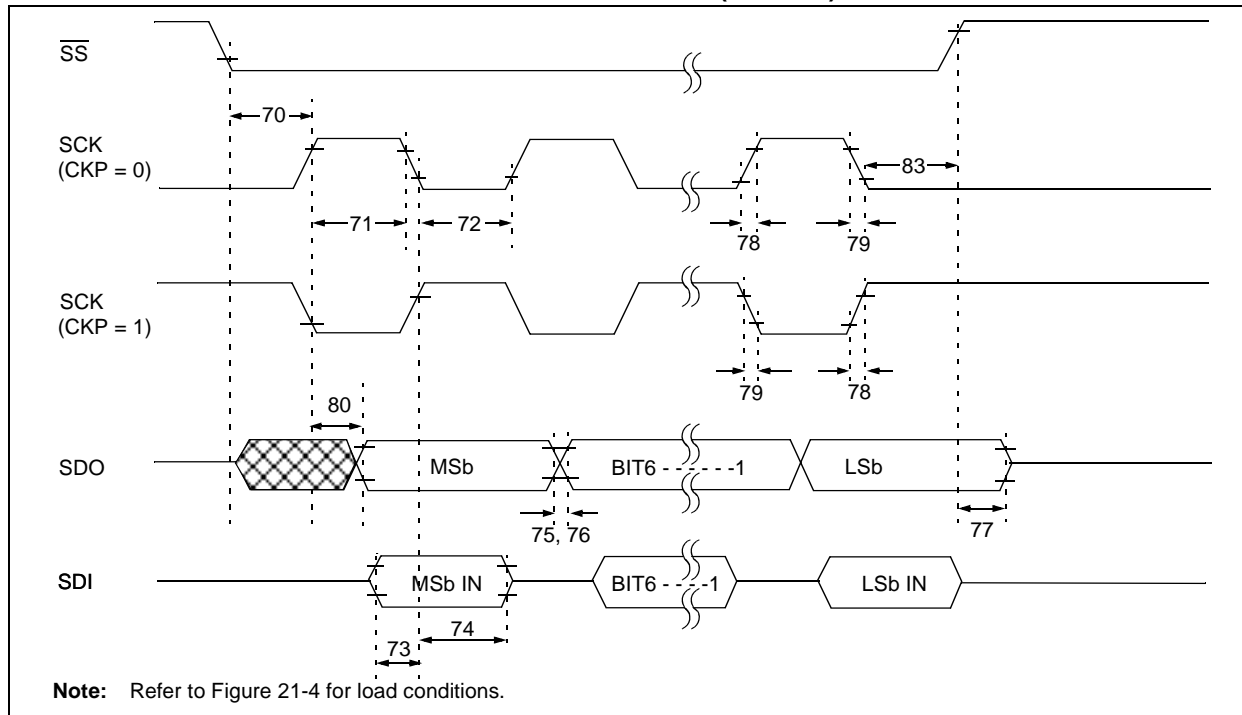 SS
70
SCK
(CKP = 0)
83
71
72
78
79
SCK
(CKP = 1)
79
78
80
SDO
MSb
BIT6 - - - - - -1
LSb
75, 76
77
SDI
MSb IN
BIT6 - - - - -1
LSb IN
74
73
Note: Refer to Figure 21-4 for load conditions.